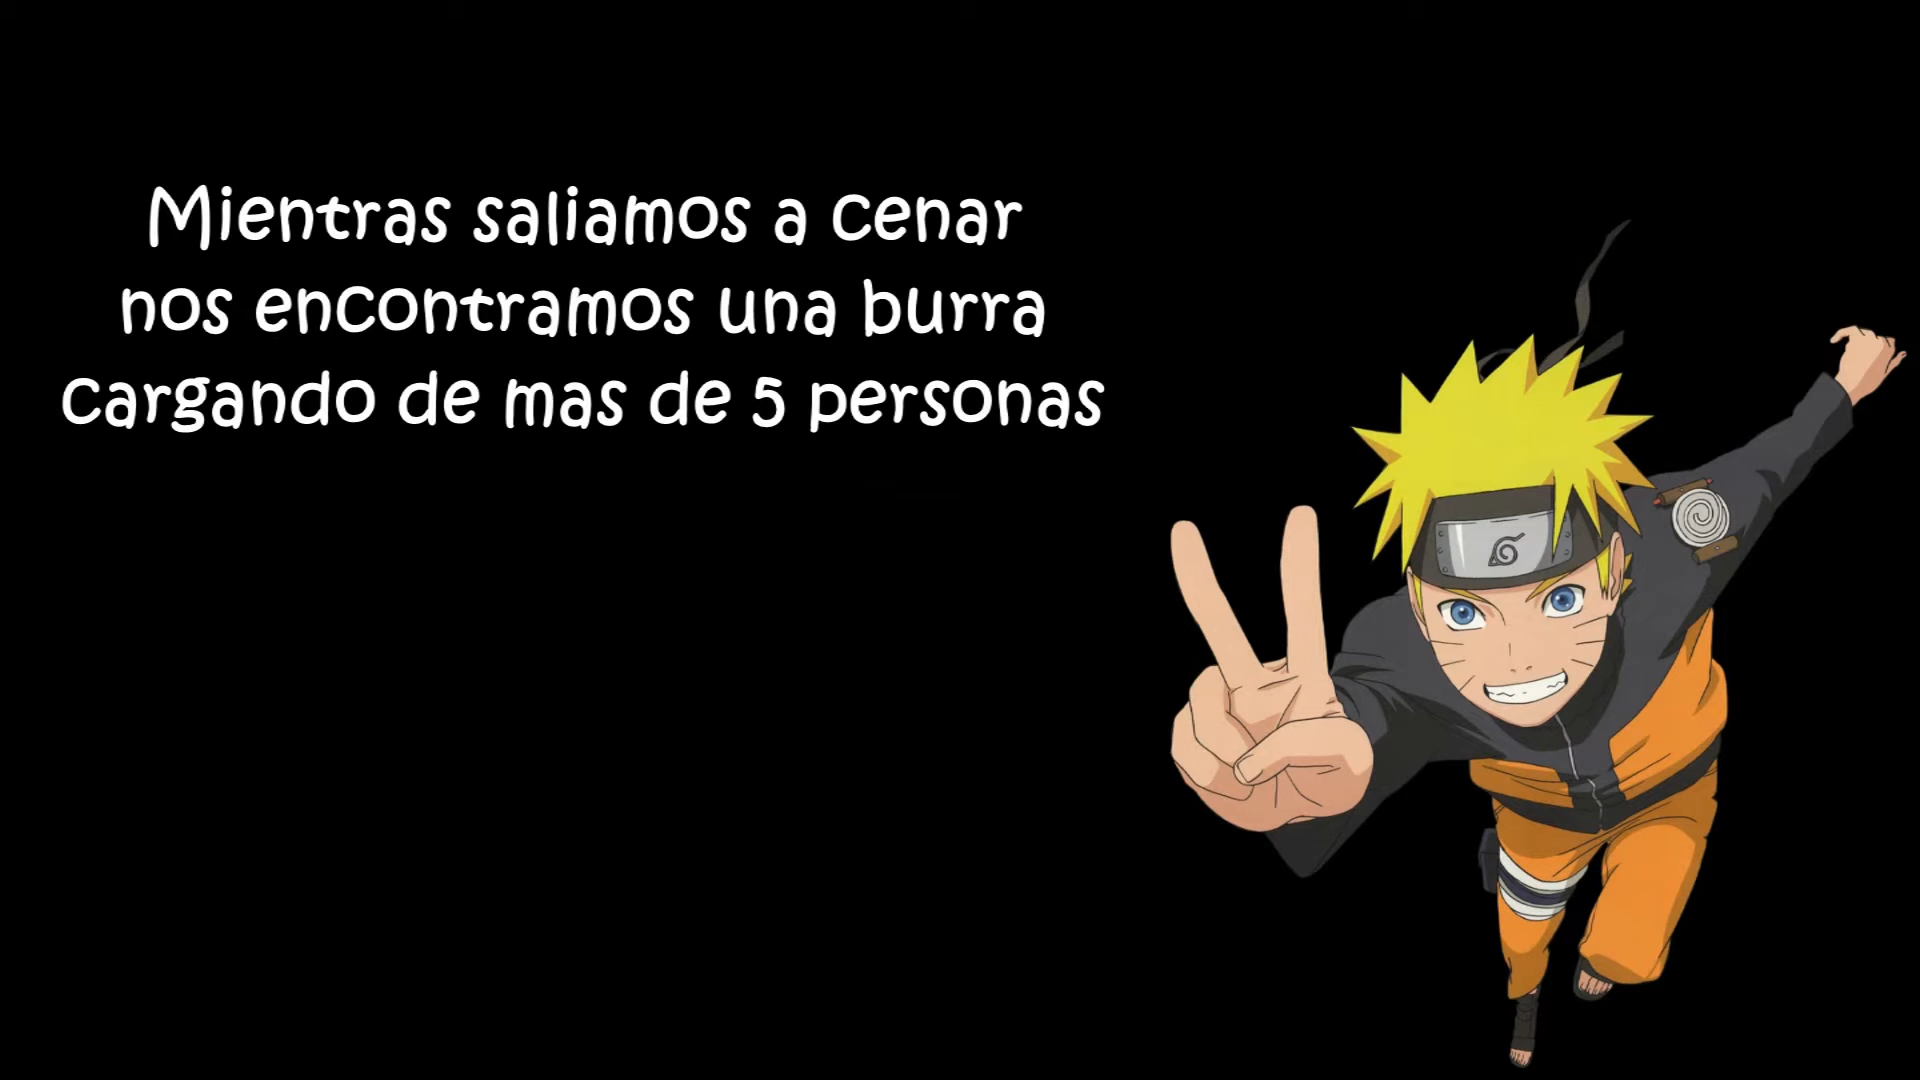 Mientras saliamos a cenar
nos encontramos una burra
cargando de mas de 5 personas